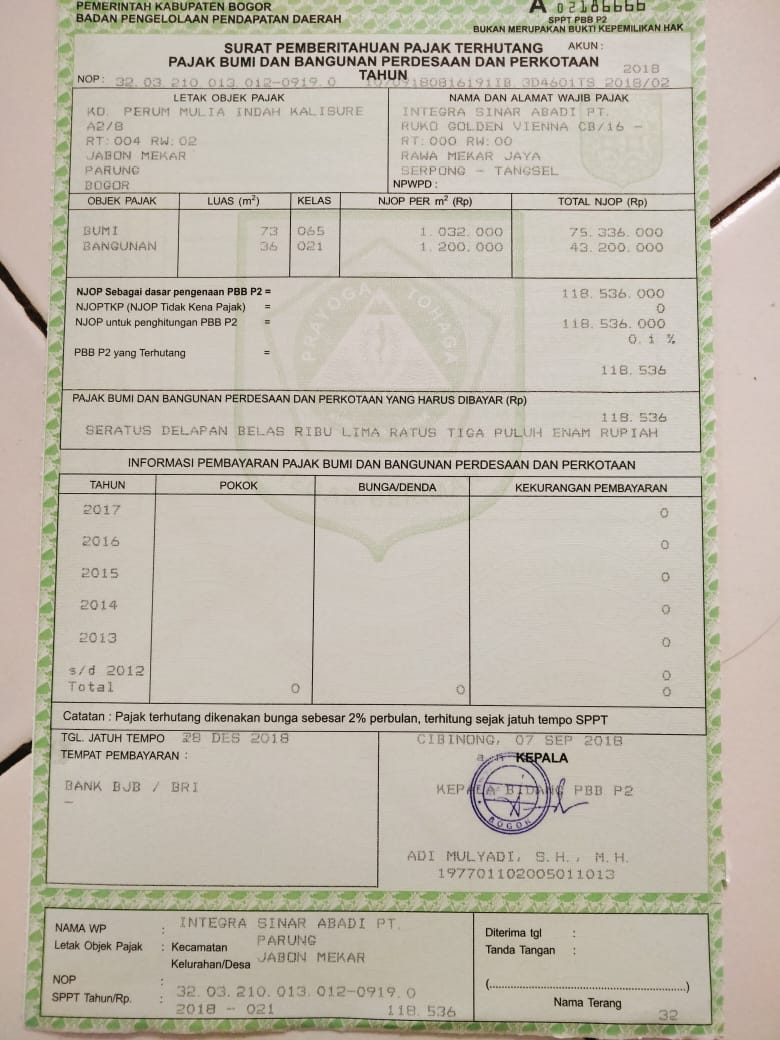 PEMERINTAH KABUPATEN BOGOR
BADAN PENGELOLAAN PENDAPATAN DAERAH
A 02186666
SPPT PBB P2
BUKAN MERUPAKAN BUKTI KEPEMILIKAN HAK
SURAT PEMBERITAHUAN PAJAK TERHUTANG
AKUN :
PAJAK BUMI DAN BANGUNAN PERDESAAN DAN PERKOTAAN
TAHUN
2018
NOP : 32.03.210.013.012-0919.0
2018/02
LETAK OBJEK PAJAK
KD. PERUM MULIA INDAH KALISURE
A2/8
RT:004 RW:02
JABON MEKAR
PARUNG
BOGOR
NAMA DAN ALAMAT WAJIB PAJAK
INTEGRA SINAR ABADI PT.
RUKO GOLDEN VIENNA CB/16 -
RT:000 RW:00
RAWA MEKAR JAYA
SERPONG - TANGSEL
NPWPD :
OBJEK PAJAK LUAS (m²) KELAS NJOP PER m² (Rp) TOTAL NJOP (Rp)
BUMI 73 065 1.032.000 75.336.000
BANGUNAN 36 021 1.200.000 43.200.000
NJOP Sebagai dasar pengenaan PBB P2 = 118.536.000
NJOPTKP (NJOP Tidak Kena Pajak) = 0
NJOP untuk penghitungan PBB P2 = 118.536.000
0.1 %
PBB P2 yang Terhutang =
118.536
PRAYOGA TOHAGA
PAJAK BUMI DAN BANGUNAN PERDESAAN DAN PERKOTAAN YANG HARUS DIBAYAR (Rp)
118.536
SERATUS DELAPAN BELAS RIBU LIMA RATUS TIGA PULUH ENAM RUPIAH
INFORMASI PEMBAYARAN PAJAK BUMI DAN BANGUNAN PERDESAAN DAN PERKOTAAN
TAHUN POKOK BUNGA/DENDA KEKURANGAN PEMBAYARAN
2017 0
2016 0
2015 0
2014 0
2013 0
s/d 2012 0
Total 0 0 0
Catatan : Pajak terhutang dikenakan bunga sebesar 2% perbulan, terhitung sejak jatuh tempo SPPT
TGL. JATUH TEMPO 28 DES 2018
TEMPAT PEMBAYARAN :
BANK BJB / BRI
-
CIBINONG, 07 SEP 2018
KEPALA
KEPALA BIDANG PBB P2
BOGOR
ADI MULYADI, S.H., M.H.
197701102005011013
NAMA WP : INTEGRA SINAR ABADI PT.
Letak Objek Pajak : Kecamatan PARUNG
Kelurahan/Desa JABON MEKAR
NOP : 32.03.210.013.012-0919.0
SPPT Tahun/Rp. : 2018 - 021 118.536
Diterima tgl :
Tanda Tangan :
(..........................................................)
Nama Terang
32